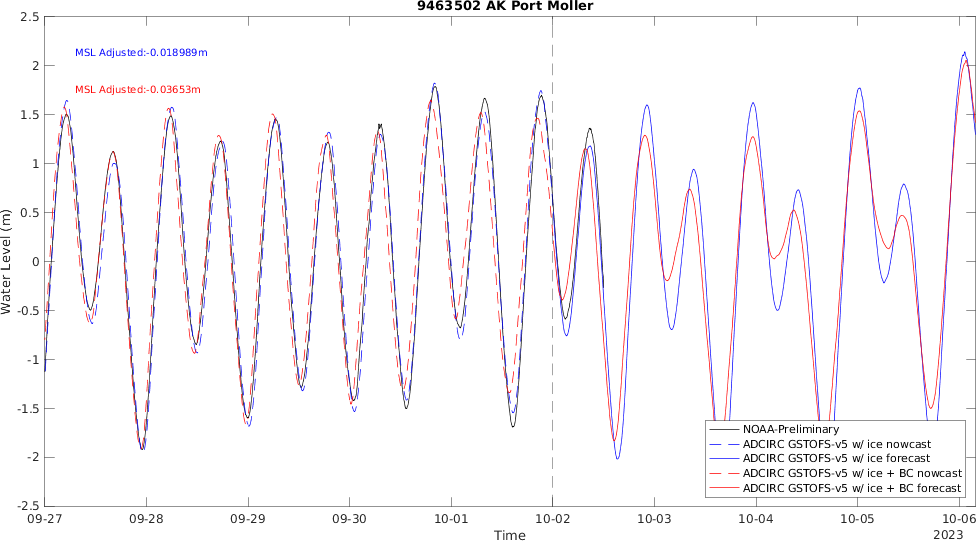 9463502 AK Port Moller
MSL Adjusted:-0.018989m
MSL Adjusted:-0.03653m
Water Level (m)
2.5
2
1.5
1
0.5
0
-0.5
-1
-1.5
-2
-2.5
NOAA-Preliminary
ADCIRC GSTOFS-v5 w/ ice nowcast
ADCIRC GSTOFS-v5 w/ ice forecast
ADCIRC GSTOFS-v5 w/ ice + BC nowcast
ADCIRC GSTOFS-v5 w/ ice + BC forecast
09-27 09-28 09-29 09-30 10-01 10-02 10-03 10-04 10-05 10-06
Time
2023